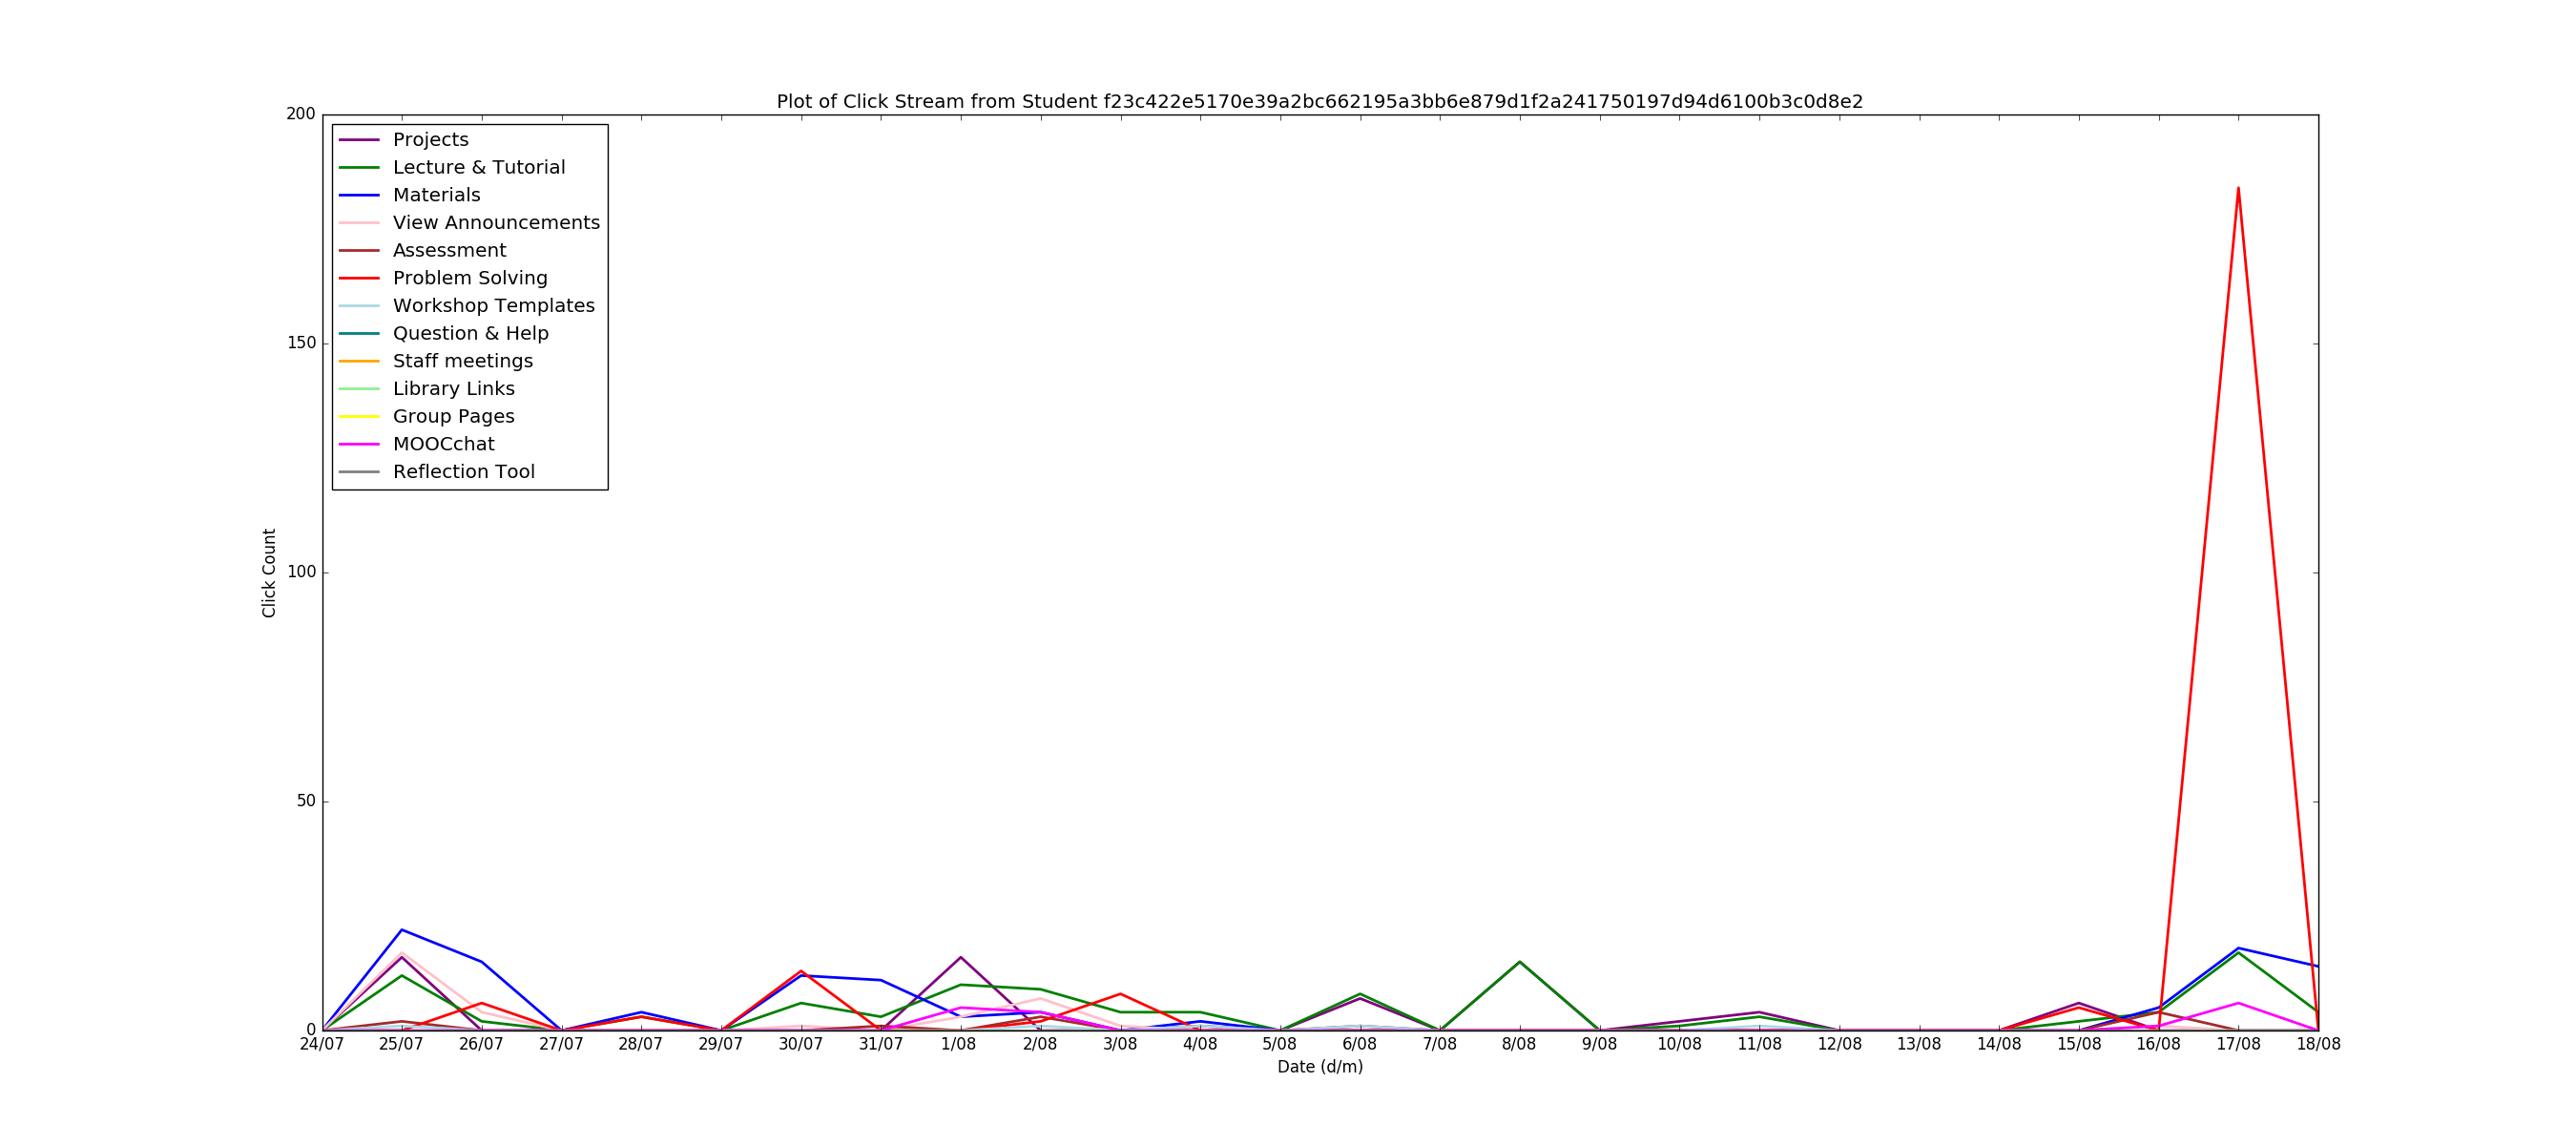 Plot of Click Stream from Student f23c422e5170e39a2bc662195a3bb6e879d1f2a241750197d94d6100b3c0d8e2
200
150
100
50
0
Click Count
Projects
Lecture & Tutorial
Materials
View Announcements
Assessment
Problem Solving
Workshop Templates
Question & Help
Staff meetings
Library Links
Group Pages
MOOCchat
Reflection Tool
24/07 25/07 26/07 27/07 28/07 29/07 30/07 31/07 1/08 2/08 3/08 4/08 5/08 6/08 7/08 8/08 9/08 10/08 11/08 12/08 13/08 14/08 15/08 16/08 17/08 18/08
Date (d/m)